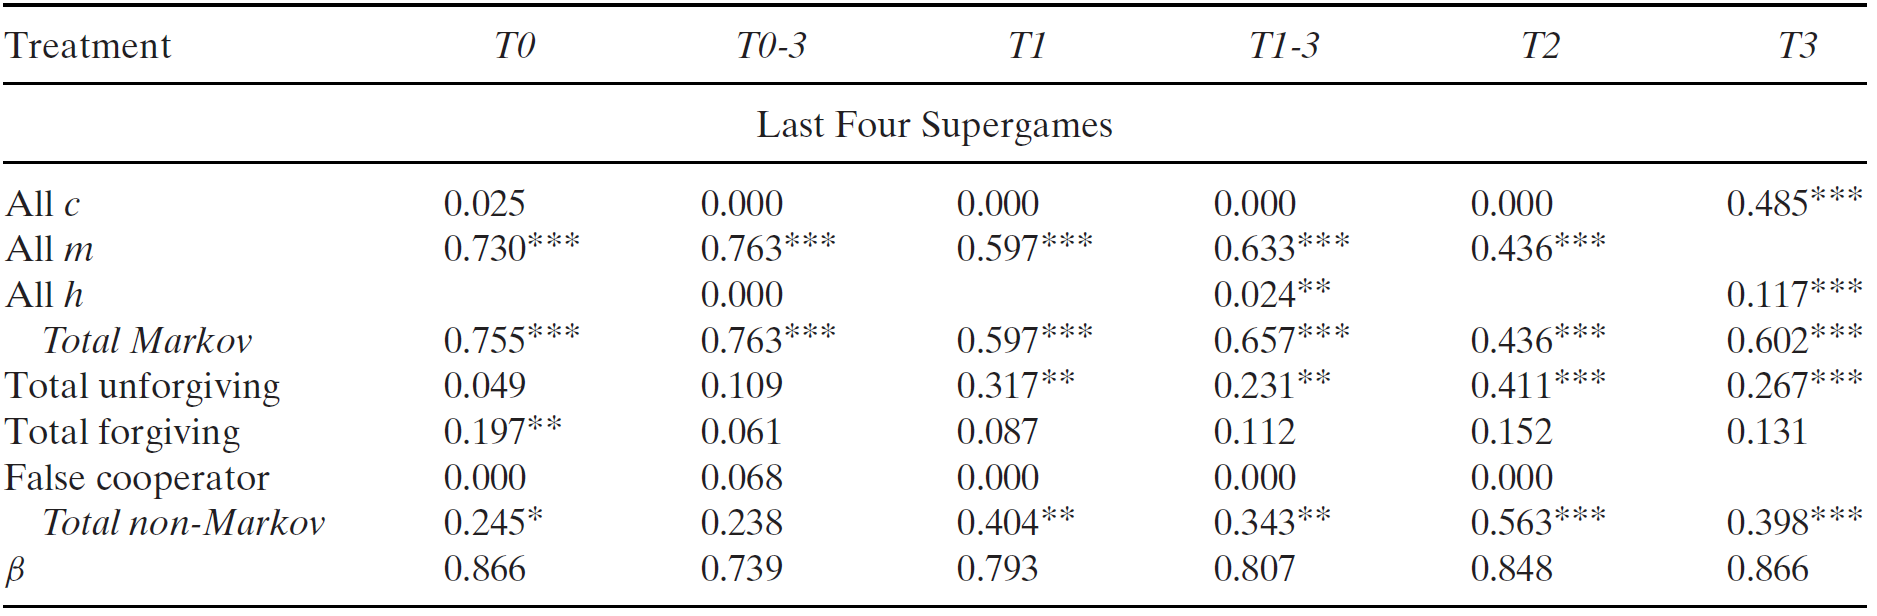 Treatment T0 T0-3 T1 T1-3 T2 T3
Last Four Supergames
All c 0.025 0.000 0.000 0.000 0.000 0.485***
All m 0.730*** 0.763*** 0.597*** 0.633*** 0.436***
All h 0.000 0.024** 0.117***
Total Markov 0.755*** 0.763*** 0.597*** 0.657*** 0.436*** 0.602***
Total unforgiving 0.049 0.109 0.317** 0.231** 0.411*** 0.267***
Total forgiving 0.197** 0.061 0.087 0.112 0.152 0.131
False cooperator 0.000 0.068 0.000 0.000 0.000
Total non-Markov 0.245* 0.238 0.404** 0.343** 0.563*** 0.398***
β 0.866 0.739 0.793 0.807 0.848 0.866